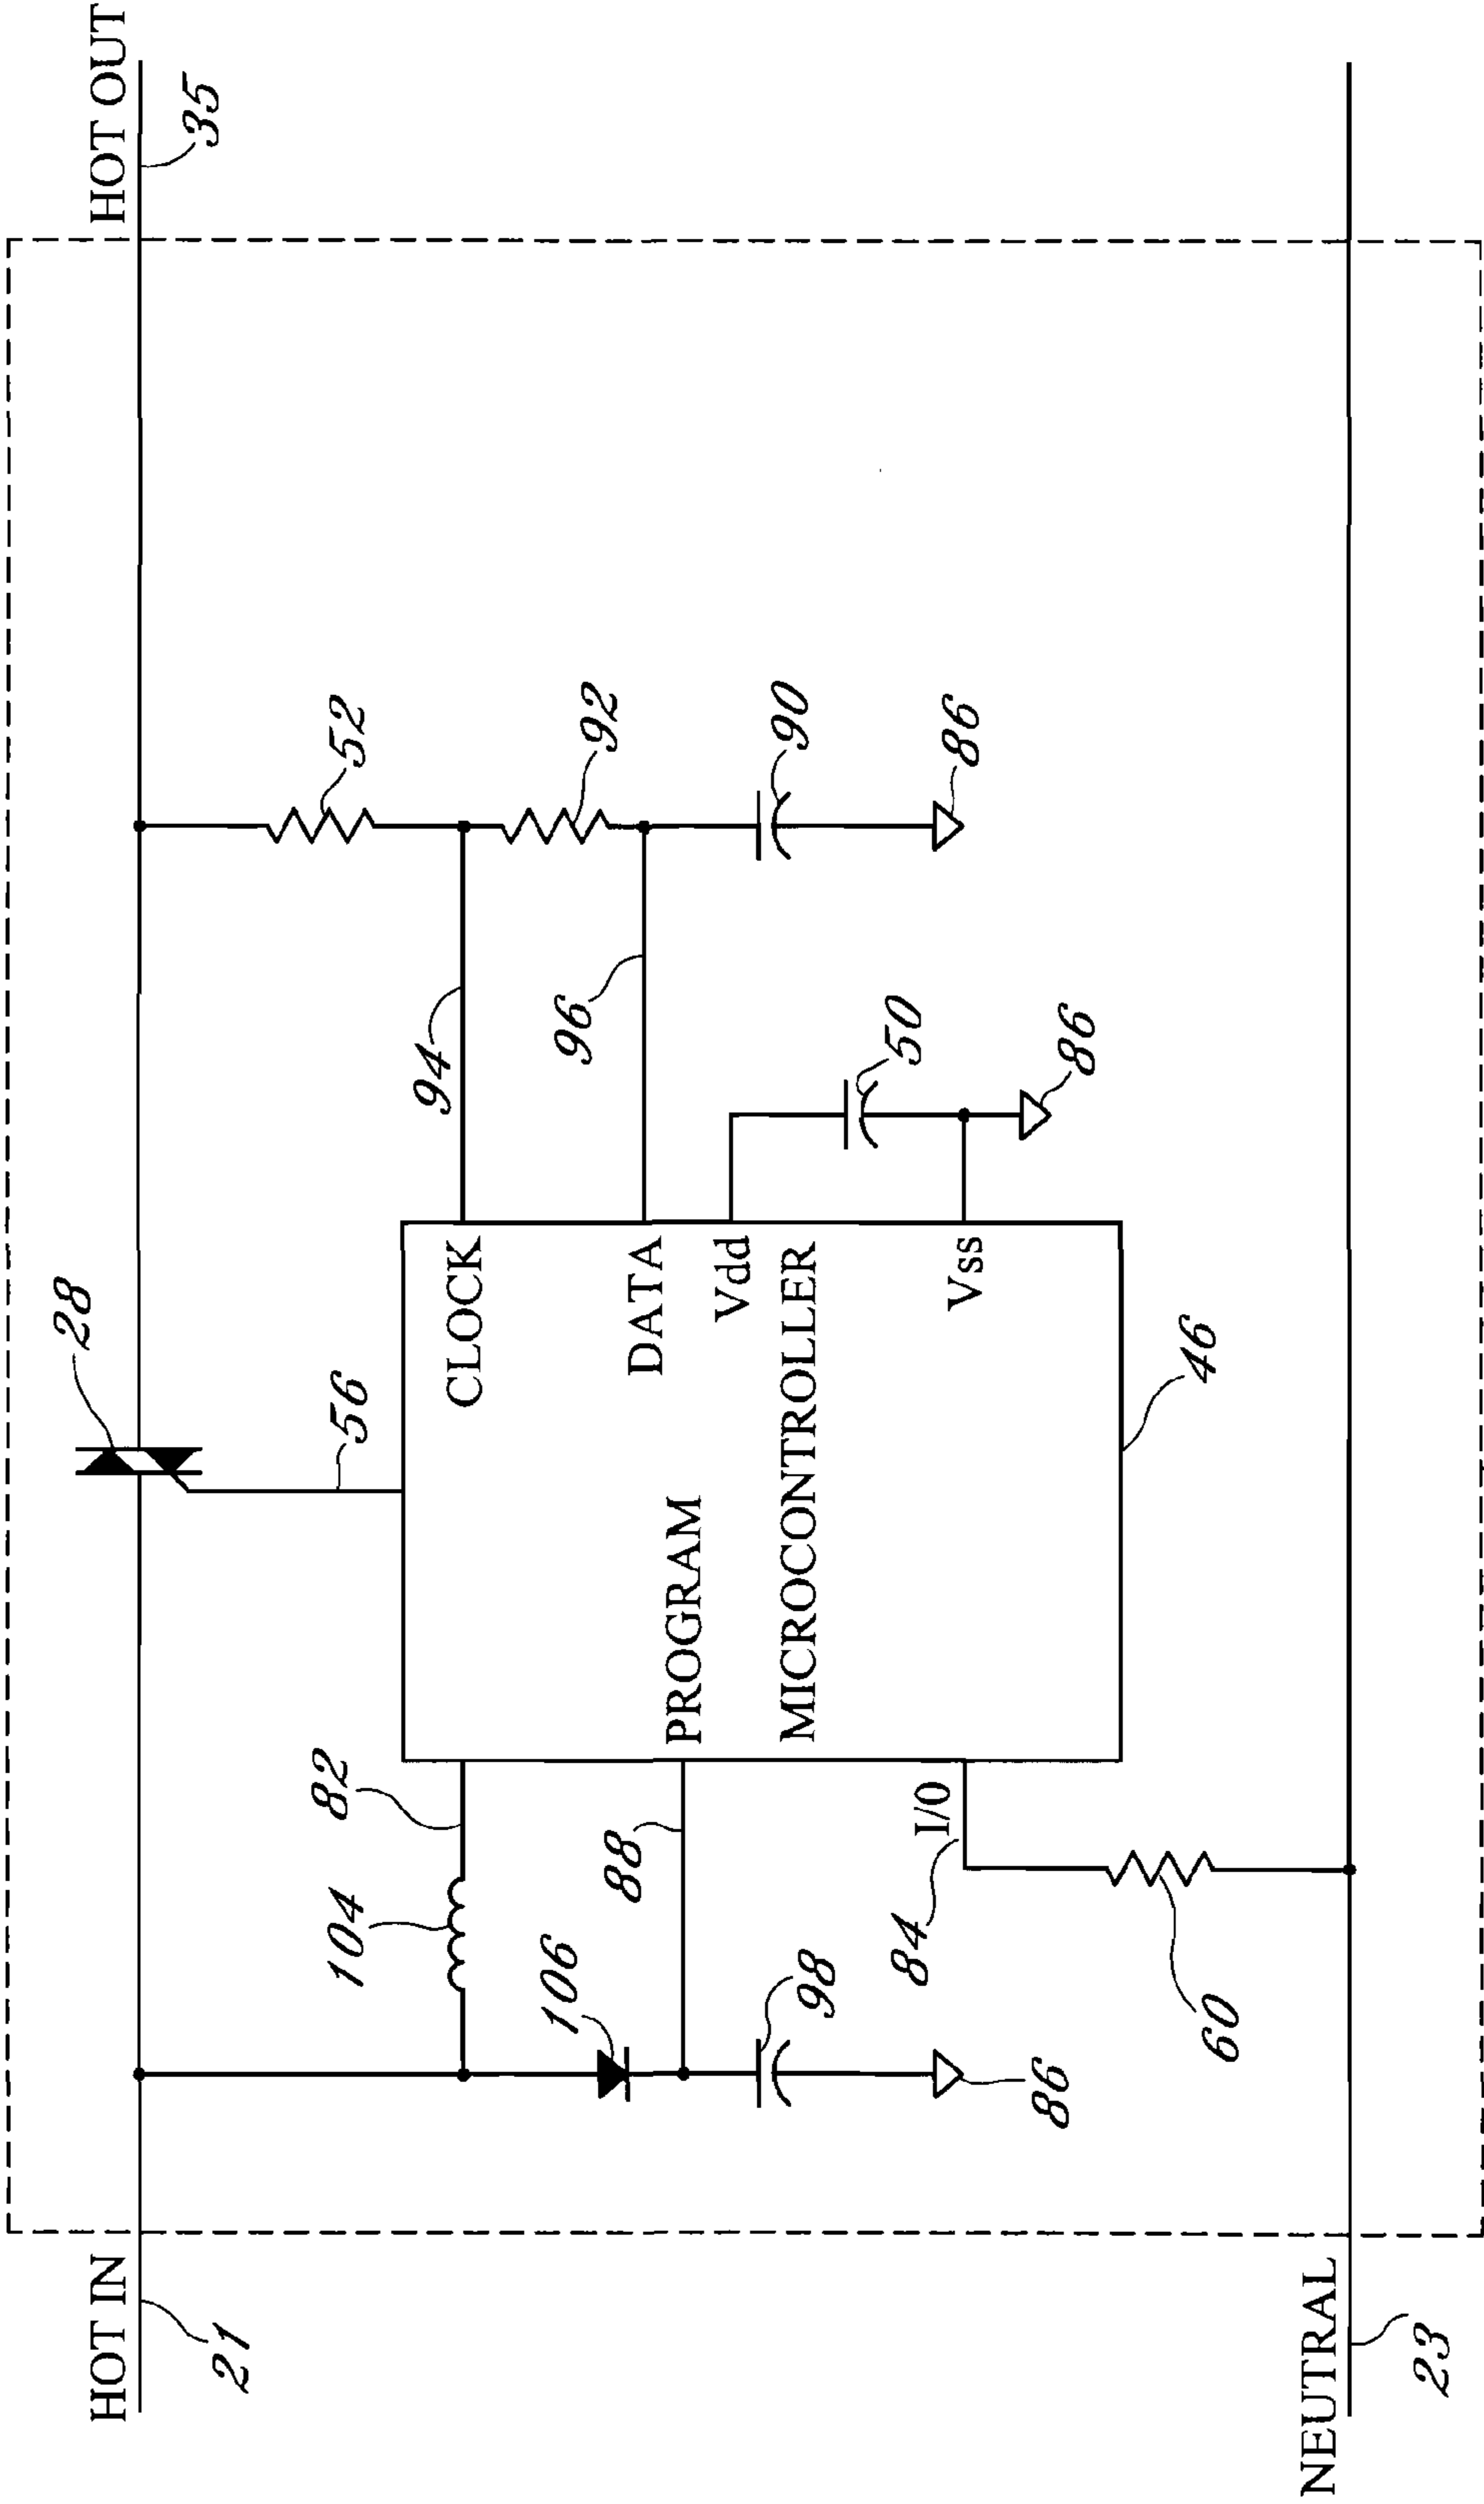 28
HOT IN
HOT OUT
35
21
82
104
56
52
94
CLOCK
106
96
92
88
DATA
PROGRAM
Vdd
90
MICROCONTROLLER
98
50
84
I/0
86
Vss
86
86
46
60
NEUTRAL
23